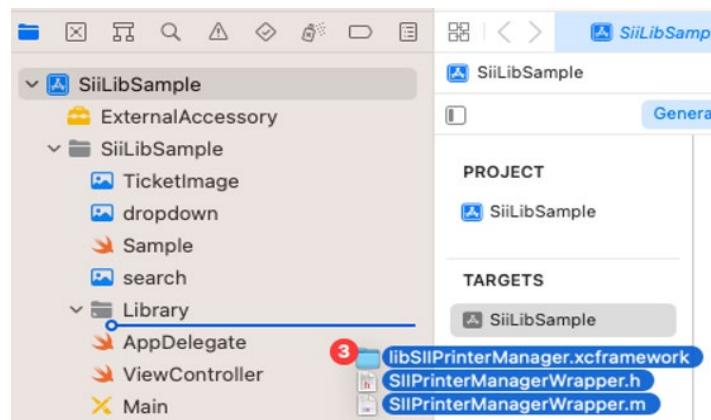 SiiLibSample
ExternalAccessory
SiiLibSample
TicketImage
dropdown
Sample
search
Library
AppDelegate
ViewController
Main
SiiLibSamp
SiiLibSample
Genera
PROJECT
SiiLibSample
TARGETS
SiiLibSample
3
libSIIPrinterManager.xcframework
SIIPrinterManagerWrapper.h
SIIPrinterManagerWrapper.m